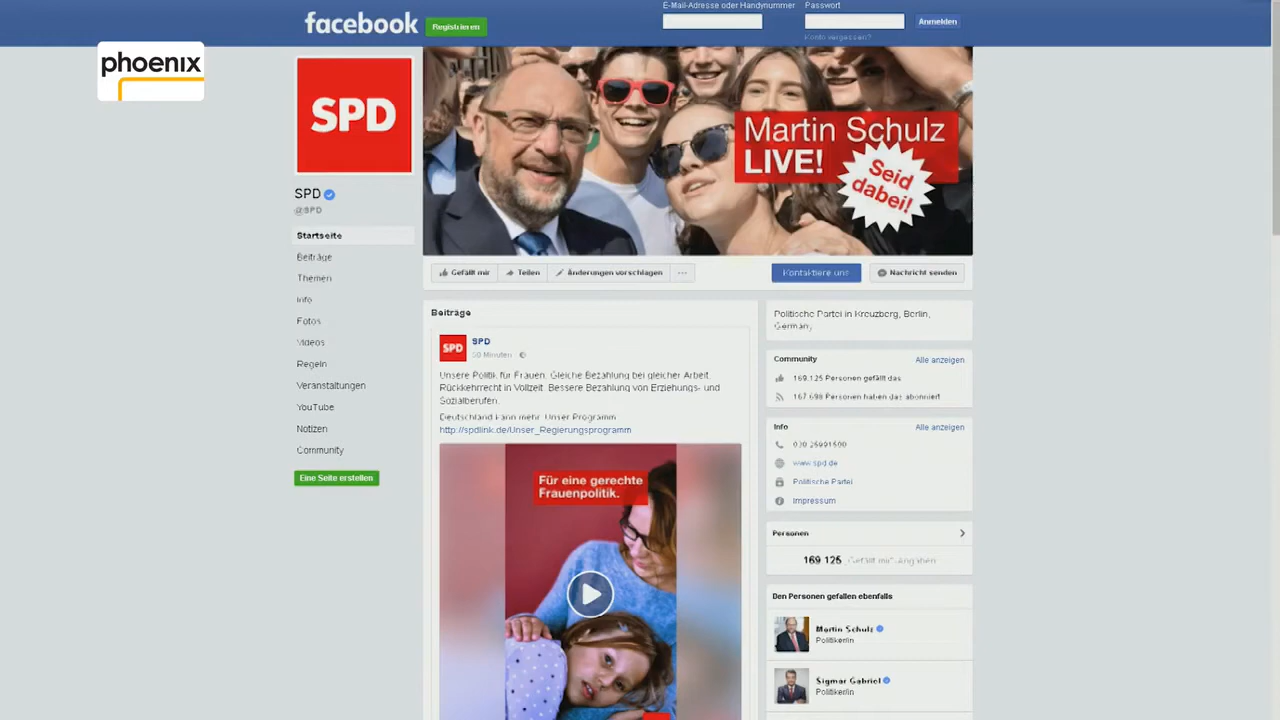 facebook
Registrieren
E-Mail-Adresse oder Handynummer
Passwort
Anmelden
Konto vergessen?
phoenix
SPD
Martin Schulz
LIVE!
Seid
dabei!
SPD
@SPD
Startseite
Beiträge
Themen
Info
Fotos
Videos
Regeln
Veranstaltungen
YouTube
Notizen
Community
Eine Seite erstellen
Gefällt mir
Teilen
Änderungen vorschlagen
...
Kontaktiere uns
Nachricht senden
Beiträge
SPD
SPD
Minuten
Unsere Politik für Frauen: Gleiche Bezahlung bei gleicher Arbeit.
Rückkehrrecht in Vollzeit. Bessere Bezahlung von Erziehungs- und
Sozialberufen.
Deutschland kann mehr. Unser Programm
http://spdlink.de/Unser_Regierungsprogramm
Für eine gerechte
Frauenpolitik.
Politische Partei in Kreuzberg, Berlin,
Germany
Community
Alle anzeigen
169.125 Personen gefällt das
167.698 Personen haben das abonniert
Info
Alle anzeigen
030 25991500
www.spd.de
Politische Partei
Impressum
Personen
169 125 „Gefällt mir“-Angaben
Den Personen gefallen ebenfalls
Martin Schulz
Politiker/in
Sigmar Gabriel
Politiker/in